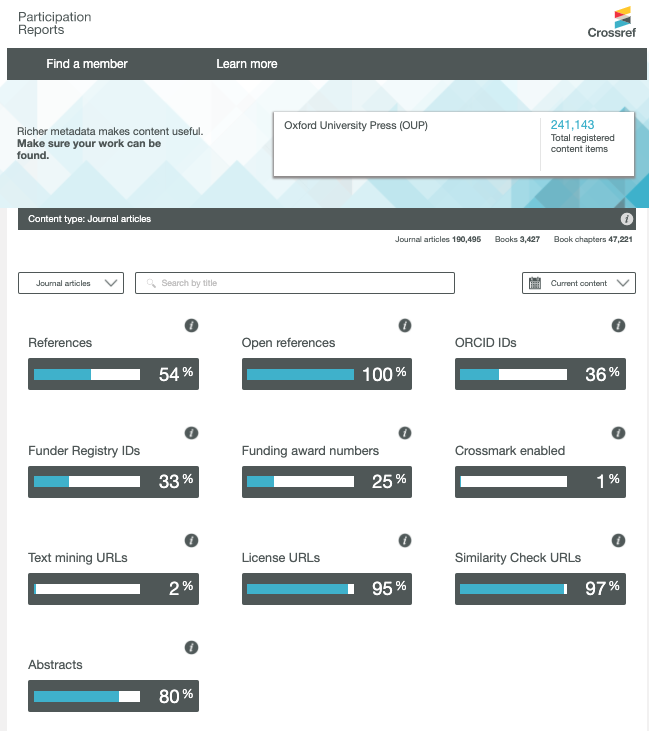 Participation
Reports
Crossref
Find a member
Learn more
Richer metadata makes content useful.
Make sure your work can be
found.
Oxford University Press (OUP)
241,143
Total registered
content items
Content type: Journal articles
i
Journal articles 190,495 Books 3,427 Book chapters 47,221
Journal articles
Search by title
Current content
i
References
54 %
i
Open references
100 %
i
ORCID IDs
36 %
i
Funder Registry IDs
33 %
i
Funding award numbers
25 %
i
Crossmark enabled
1 %
i
Text mining URLs
2 %
i
License URLs
95 %
i
Similarity Check URLs
97 %
i
Abstracts
80 %